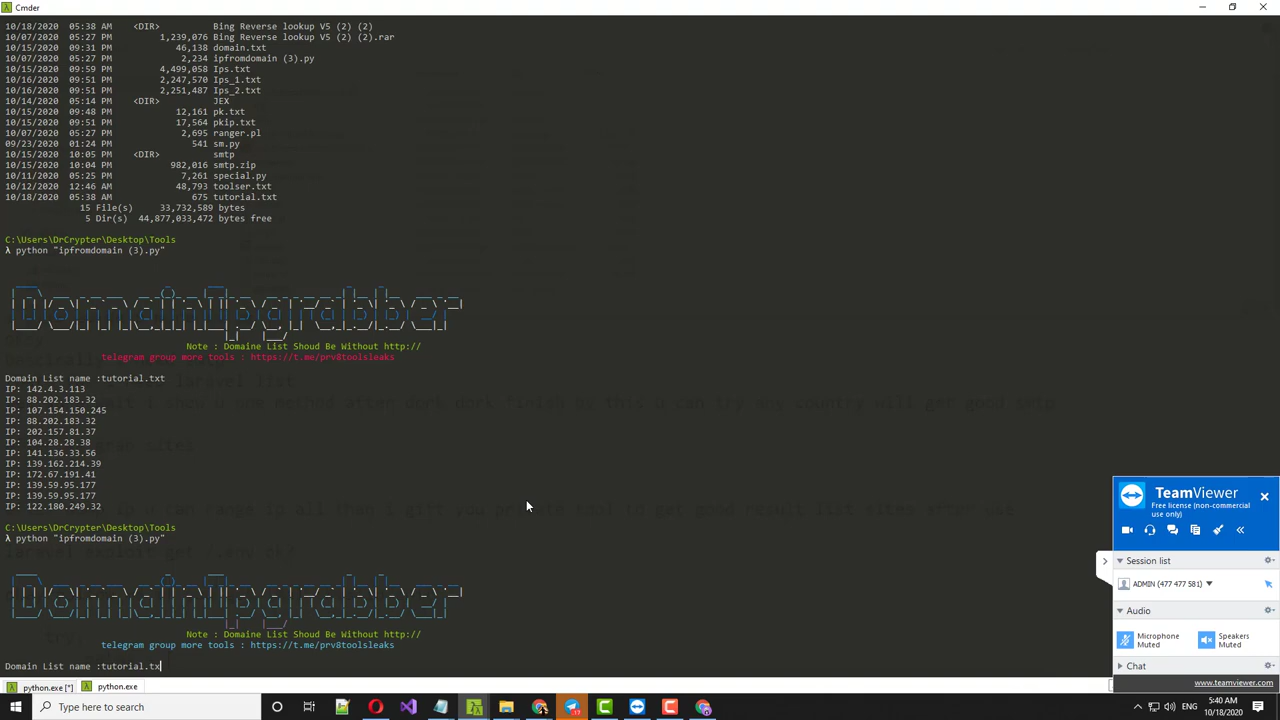 Cmder
10/18/2020 05:38 AM <DIR> Bing Reverse lookup V5 (2) (2)
10/07/2020 05:27 PM 1,239,076 Bing Reverse lookup V5 (2) (2).rar
10/15/2020 09:31 PM 46,138 domain.txt
10/07/2020 05:27 PM 2,234 ipfromdomain (3).py
10/15/2020 09:59 PM 4,499,058 Ips.txt
10/16/2020 09:51 PM 2,247,570 Ips_1.txt
10/16/2020 09:51 PM 2,251,487 Ips_2.txt
10/14/2020 05:14 PM <DIR> JEX
10/15/2020 09:48 PM 12,161 pk.txt
10/15/2020 09:51 PM 17,564 pkip.txt
10/07/2020 05:27 PM 2,695 ranger.pl
09/23/2020 01:24 PM 541 sm.py
10/15/2020 10:05 PM <DIR> smtp
10/15/2020 10:04 PM 982,016 smtp.zip
10/11/2020 05:25 PM 7,261 special.py
10/12/2020 12:46 AM 48,793 toolser.txt
10/18/2020 05:38 AM 675 tutorial.txt
15 File(s) 33,732,589 bytes
5 Dir(s) 44,877,033,472 bytes free
C:\Users\DrCrypter\Desktop\Tools
λ python "ipfromdomain (3).py"
DomainIpgrabber
Note : Domaine List Shoud Be Without http://
telegram group more tools : https://t.me/prv8toolsleaks
Domain List name :tutorial.txt
IP: 142.4.3.113
IP: 88.202.183.32
IP: 107.154.150.245
IP: 88.202.183.32
IP: 202.157.81.37
IP: 104.28.28.38
IP: 141.136.33.56
IP: 139.162.214.39
IP: 172.67.191.41
IP: 139.59.95.177
IP: 139.59.95.177
IP: 122.180.249.32
C:\Users\DrCrypter\Desktop\Tools
λ python "ipfromdomain (3).py"
DomainIpgrabber
Note : Domaine List Shoud Be Without http://
telegram group more tools : https://t.me/prv8toolsleaks
Domain List name :tutorial.tx
TeamViewer
Free license (non-commercial
use only)
Session list
ADMIN (477 477 581)
Audio
Microphone
Muted
Speakers
Muted
Chat
www.teamviewer.com
python.exe [*]
python.exe
Type here to search
5:40 AM
10/18/2020